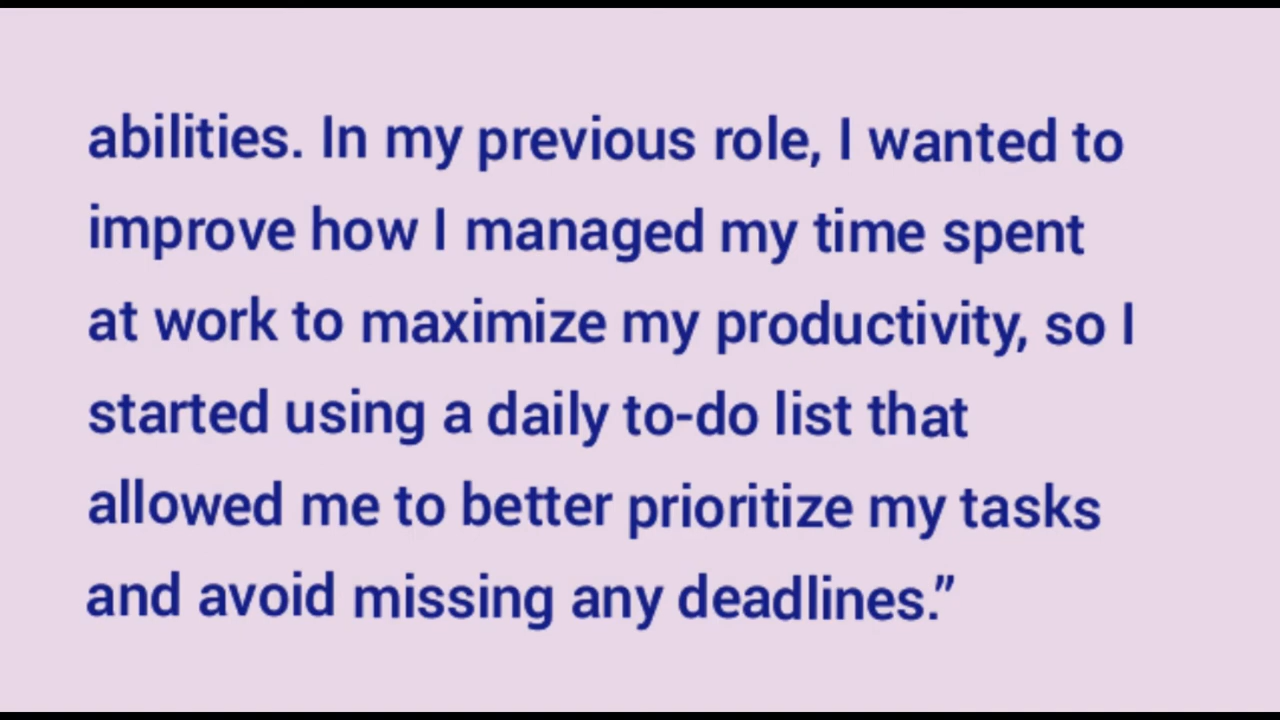 abilities. In my previous role, I wanted to
improve how I managed my time spent
at work to maximize my productivity, so I
started using a daily to-do list that
allowed me to better prioritize my tasks
and avoid missing any deadlines.”